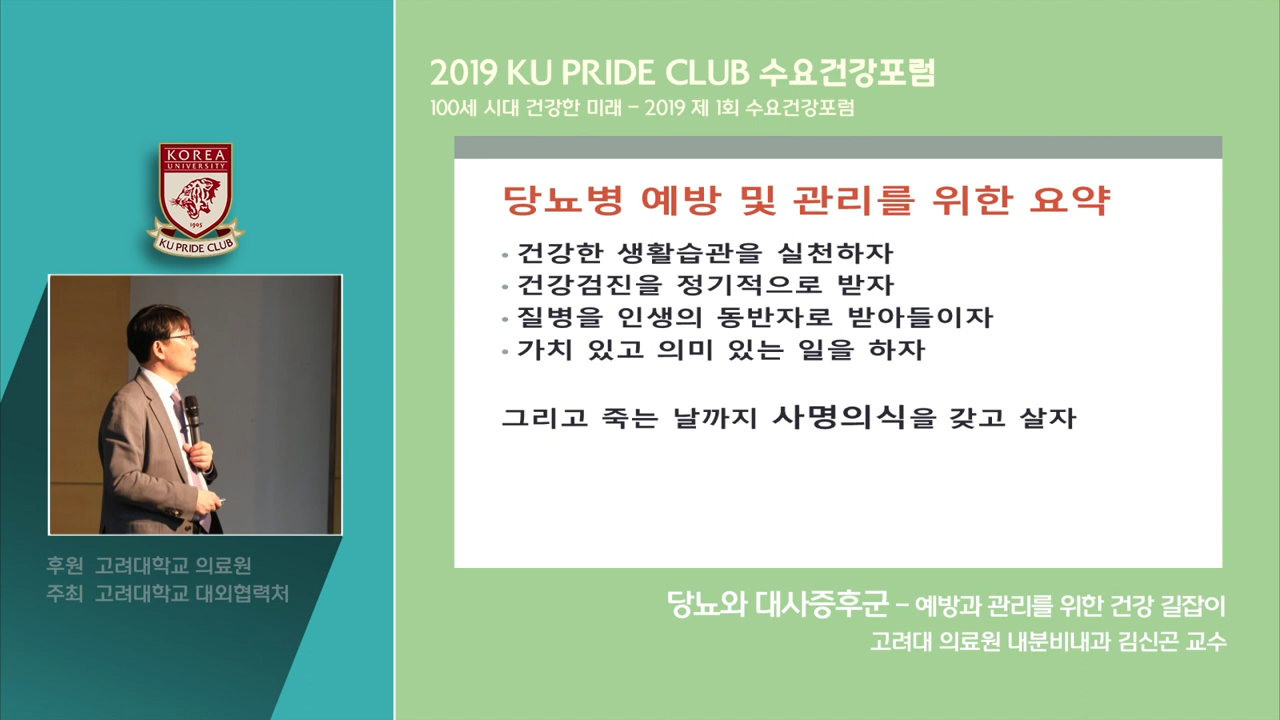 2019 KU PRIDE CLUB 수요건강포럼
100세 시대 건강한 미래 – 2019 제 1회 수요건강포럼
KOREA
UNIVERSITY
1905
KU PRIDE CLUB
당뇨병 예방 및 관리를 위한 요약
• 건강한 생활습관을 실천하자
• 건강검진을 정기적으로 받자
• 질병을 인생의 동반자로 받아들이자
• 가치 있고 의미 있는 일을 하자
그리고 죽는 날까지 사명의식을 갖고 살자
후원 고려대학교 의료원
주최 고려대학교 대외협력처
당뇨와 대사증후군 – 예방과 관리를 위한 건강 길잡이
고려대 의료원 내분비내과 김신곤 교수